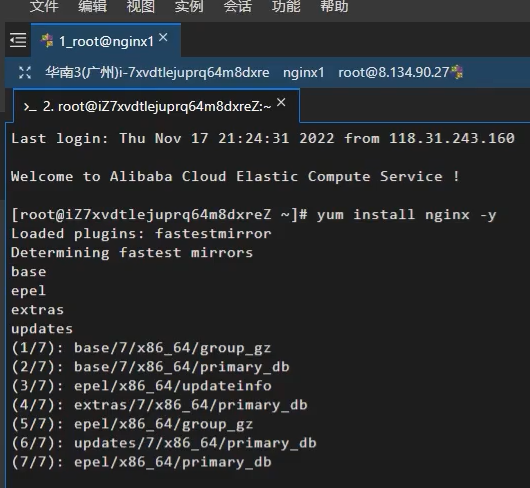 文件 编辑 视图 实例 会话 功能 帮助
1_root@nginx1 ×
华南3(广州)i-7xvdtlejuprq64m8dxre nginx1 root@8.134.90.27
>_ 2. root@iZ7xvdtlejuprq64m8dxreZ:~ ×
Last login: Thu Nov 17 21:24:31 2022 from 118.31.243.160
Welcome to Alibaba Cloud Elastic Compute Service !
[root@iZ7xvdtlejuprq64m8dxreZ ~]# yum install nginx -y
Loaded plugins: fastestmirror
Determining fastest mirrors
base
epel
extras
updates
(1/7): base/7/x86_64/group_gz
(2/7): base/7/x86_64/primary_db
(3/7): epel/x86_64/updateinfo
(4/7): extras/7/x86_64/primary_db
(5/7): epel/x86_64/group_gz
(6/7): updates/7/x86_64/primary_db
(7/7): epel/x86_64/primary_db